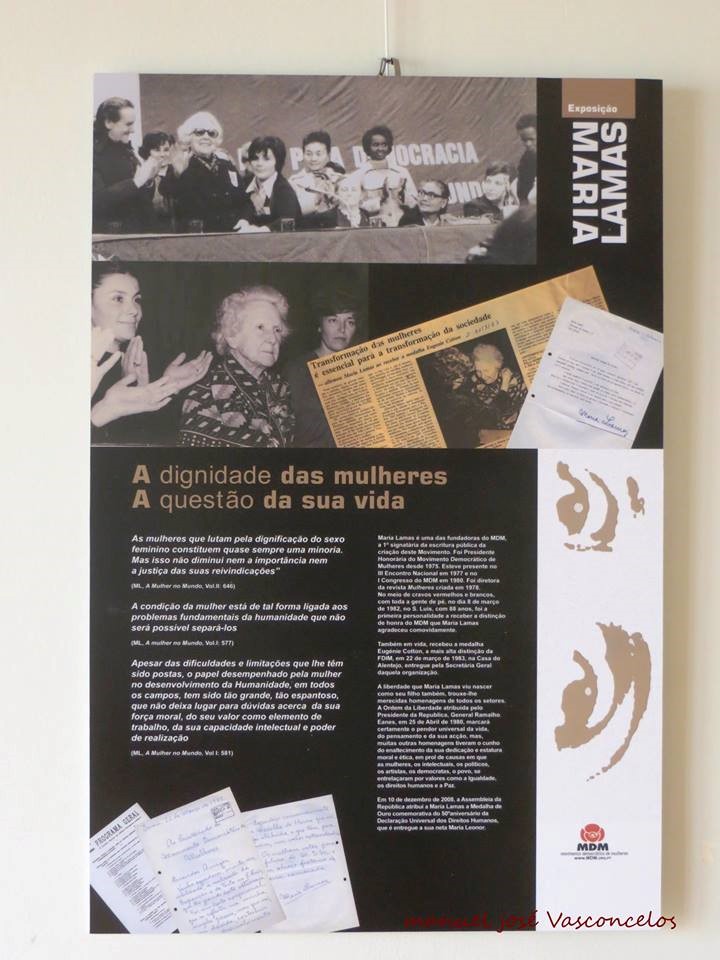 Exposição
MARIA
LAMAS
PELA DEMOCRACIA
Transformação das mulheres
é essencial para a transformação da sociedade
— afirmou Maria Lamas ao receber a medalha Eugénie Cotton
A dignidade das mulheres
A questão da sua vida
As mulheres que lutam pela dignificação do sexo
feminino constituem quase sempre uma minoria.
Mas isso não diminui nem a importância nem
a justiça das suas reivindicações"
(ML, A Mulher no Mundo, Vol.II: 646)
A condição da mulher está de tal forma ligada aos
problemas fundamentais da humanidade que não
será possível separá-los
(ML, A mulher no Mundo, Vol.I: 577)
Apesar das dificuldades e limitações que lhe têm
sido postas, o papel desempenhado pela mulher
no desenvolvimento da Humanidade, em todos
os campos, tem sido tão grande, tão espantoso,
que não deixa lugar para dúvidas acerca da sua
força moral, do seu valor como elemento de
trabalho, da sua capacidade intelectual e poder
de realização
(ML, A Mulher no Mundo, Vol I: 581)
Maria Lamas é uma das fundadoras do MDM,
a 1ª signatária da escritura pública da
criação deste Movimento. Foi Presidente
Honorária do Movimento Democrático de
Mulheres desde 1975. Esteve presente no
III Encontro Nacional em 1977 e no
I Congresso do MDM em 1980. Foi diretora
da revista Mulheres criada em 1978.
No meio de cravos vermelhos e brancos,
com toda a gente de pé, no dia 8 de março
de 1982, no S. Luís, com 88 anos, foi a
primeira personalidade a receber a distinção
de honra do MDM que Maria Lamas
agradeceu comovidamente.
Também em vida, recebeu a medalha
Eugénie Cotton, a mais alta distinção da
FDIM, em 22 de março de 1983, na Casa do
Alentejo, entregue pela Secretária Geral
daquela organização.
A liberdade que Maria Lamas viu nascer
como seu filho também, trouxe-lhe
merecidas homenagens de todos os setores.
A Ordem da Liberdade atribuída pelo
Presidente da Republica, General Ramalho
Eanes, em 25 de Abril de 1980, marcará
certamente o pendor universal da vida,
do pensamento e da sua acção, mas,
muitas outras homenagens tiveram o cunho
do enaltecimento da sua dedicação e estatura
moral e ética, em prol de causas em que
as mulheres, os intelectuais, os políticos,
os artistas, os democratas, o povo, se
entrelaçaram por valores como a Igualdade,
os direitos humanos e a Paz.
Em 10 de dezembro de 2008, a Assembleia da
República atribui a Maria Lamas a Medalha de
Ouro comemorativa do 50ºaniversário da
Declaração Universal dos Direitos Humanos,
que é entregue a sua neta Maria Leonor.
PROGRAMA GERAL
Maria Lamas
MDM
movimento democrático de mulheres
www.MDM.org.pt
manuel josé Vasconcelos